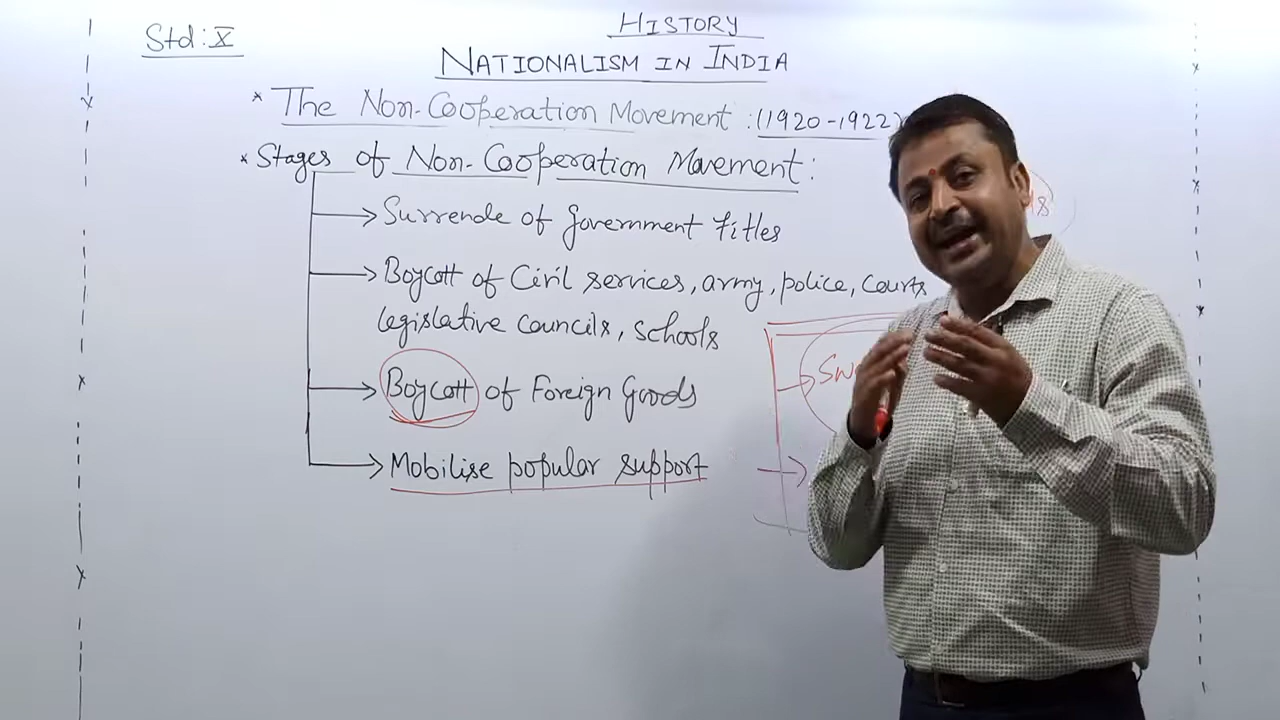 HISTORY
Std: X
NATIONALISM IN INDIA
* The Non-Cooperation Movement : (1920-1922)
* Stages of Non-Cooperation Movement :
→ Surrende of Government Titles
→ Boycott of Civil services, army, police, courts
legislative councils, schools
→ Boycott of Foreign Goods
→ Mobilise popular support